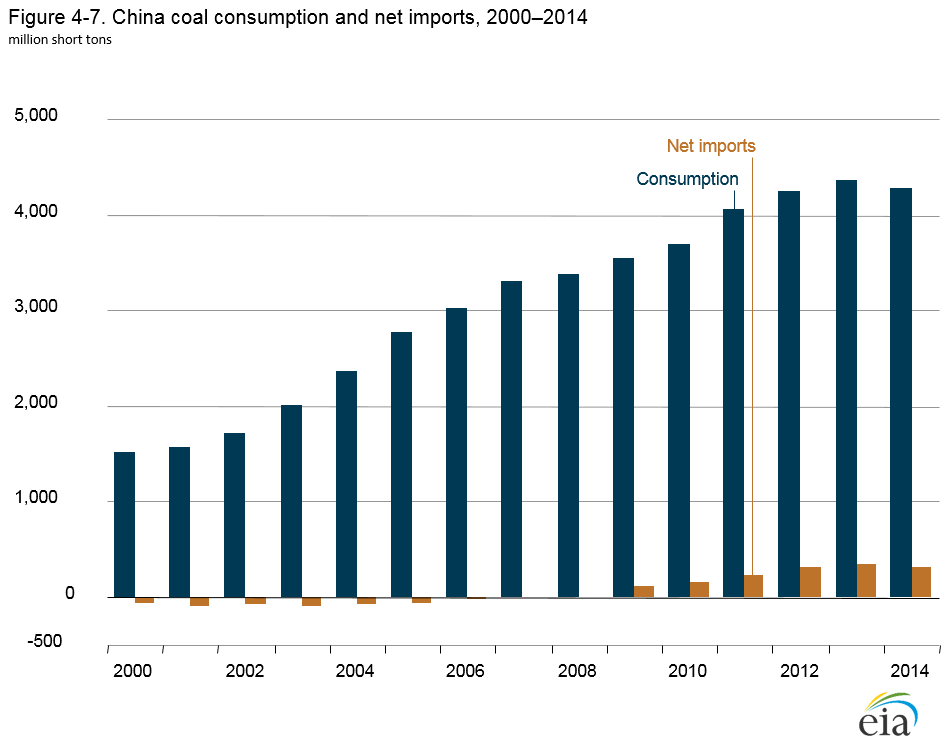 Figure 4-7. China coal consumption and net imports, 2000–2014
million short tons
5,000
Net imports
Consumption
4,000
3,000
2,000
1,000
0
-500
2000 2002 2004 2006 2008 2010 2012 2014
eia